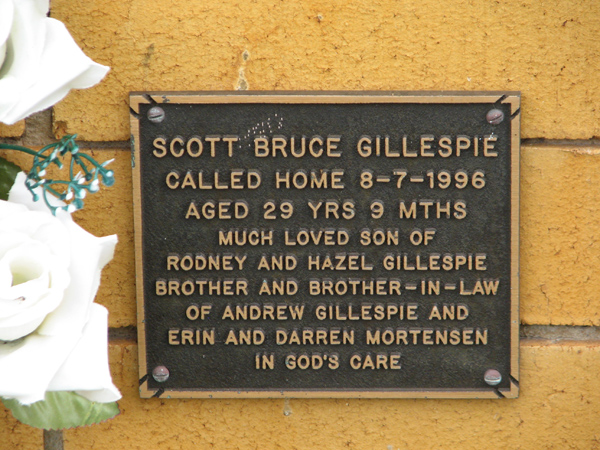 SCOTT BRUCE GILLESPIE
CALLED HOME 8-7-1996
AGED 29 YRS 9 MTHS
MUCH LOVED SON OF
RODNEY AND HAZEL GILLESPIE
BROTHER AND BROTHER-IN-LAW
OF ANDREW GILLESPIE AND
ERIN AND DARREN MORTENSEN
IN GOD'S CARE